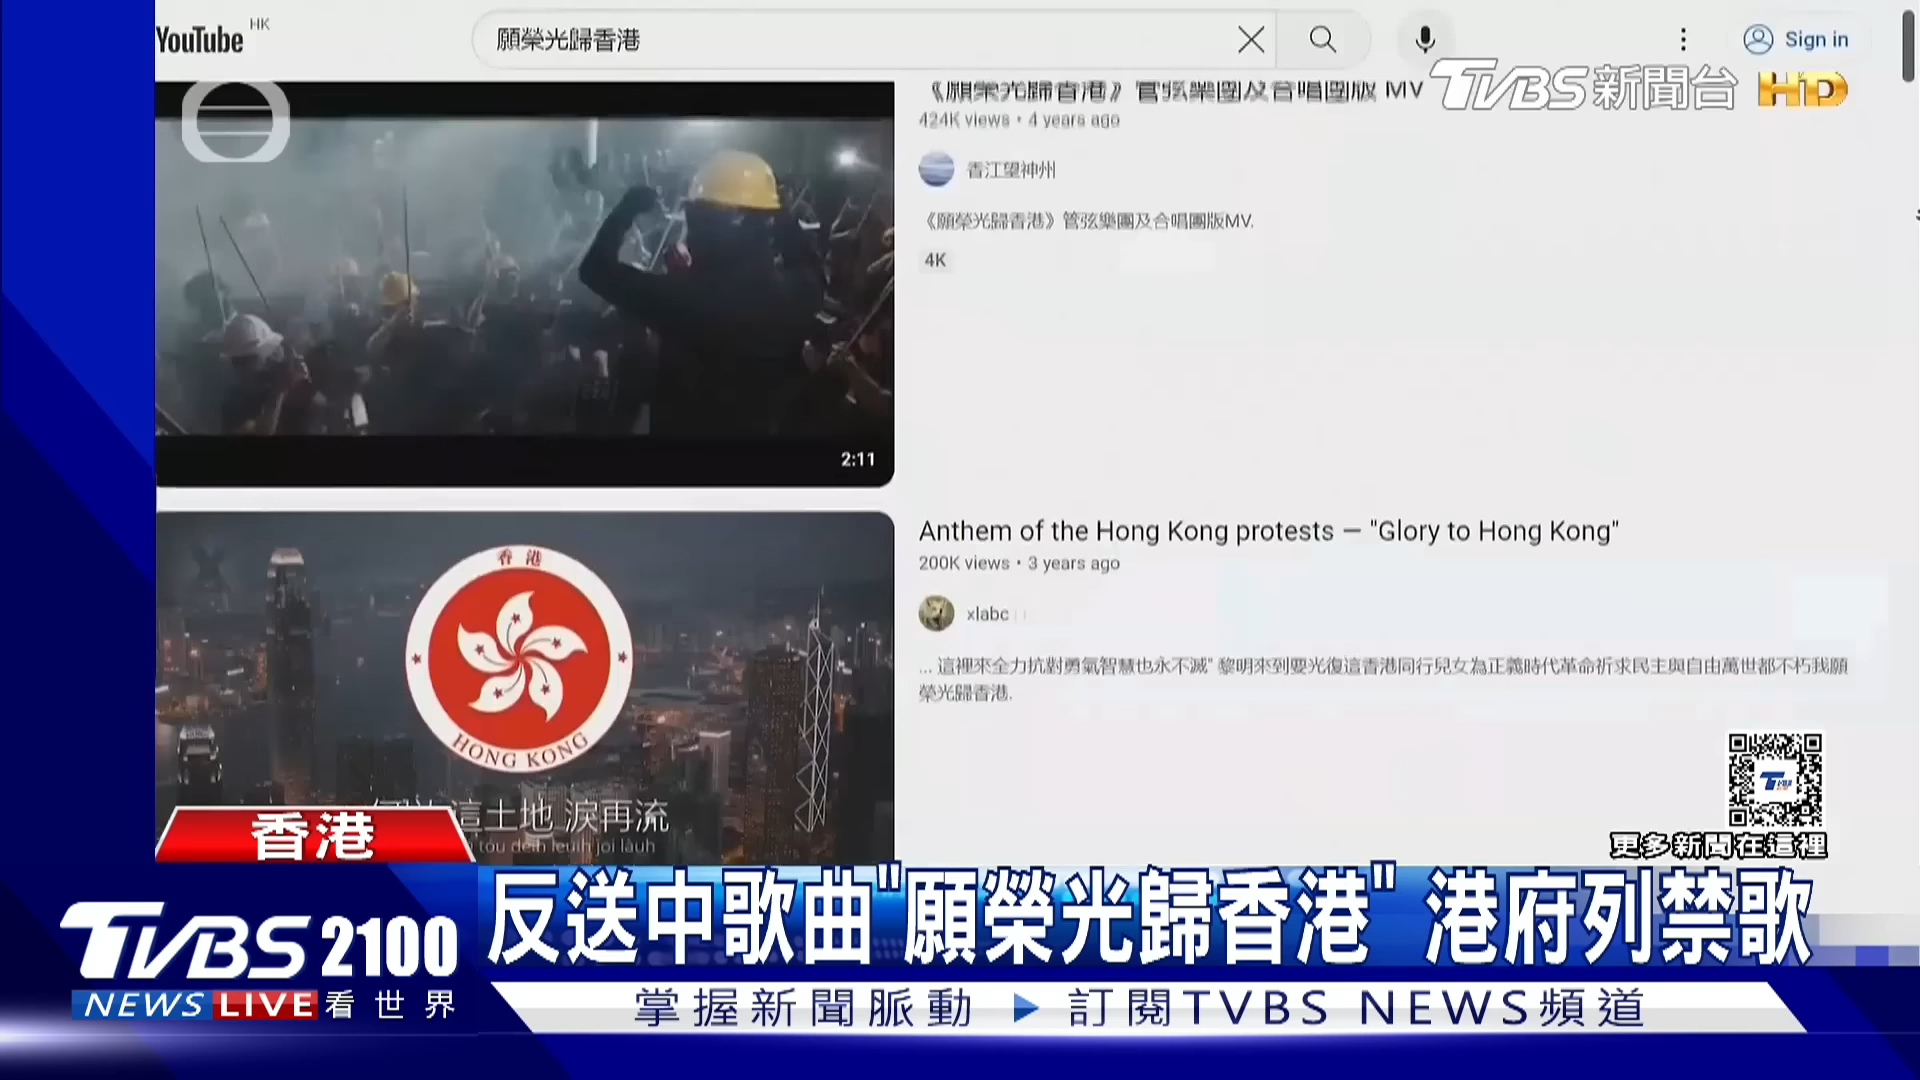 YouTube HK
願榮光歸香港
Sign in
TVBS新聞台 HD
《願榮光歸香港》管弦樂團及合唱團版 MV
424K views • 4 years ago
香江望神州
《願榮光歸香港》管弦樂團及合唱團版MV.
4K
2:11
Anthem of the Hong Kong protests — "Glory to Hong Kong"
200K views • 3 years ago
xlabc
... 這裡來全力抗對勇氣智慧也永不滅" 黎明來到要光復這香港同行兒女為正義時代革命祈求民主與自由萬世都不朽我願
榮光歸香港.
香港
HONG KONG
這土地 淚再流
tóu deih leuih joi làuh
TVBS
更多新聞在這裡
香港
反送中歌曲"願榮光歸香港" 港府列禁歌
TVBS 2100
NEWS LIVE 看世界
掌握新聞脈動 ▶ 訂閱TVBS NEWS頻道